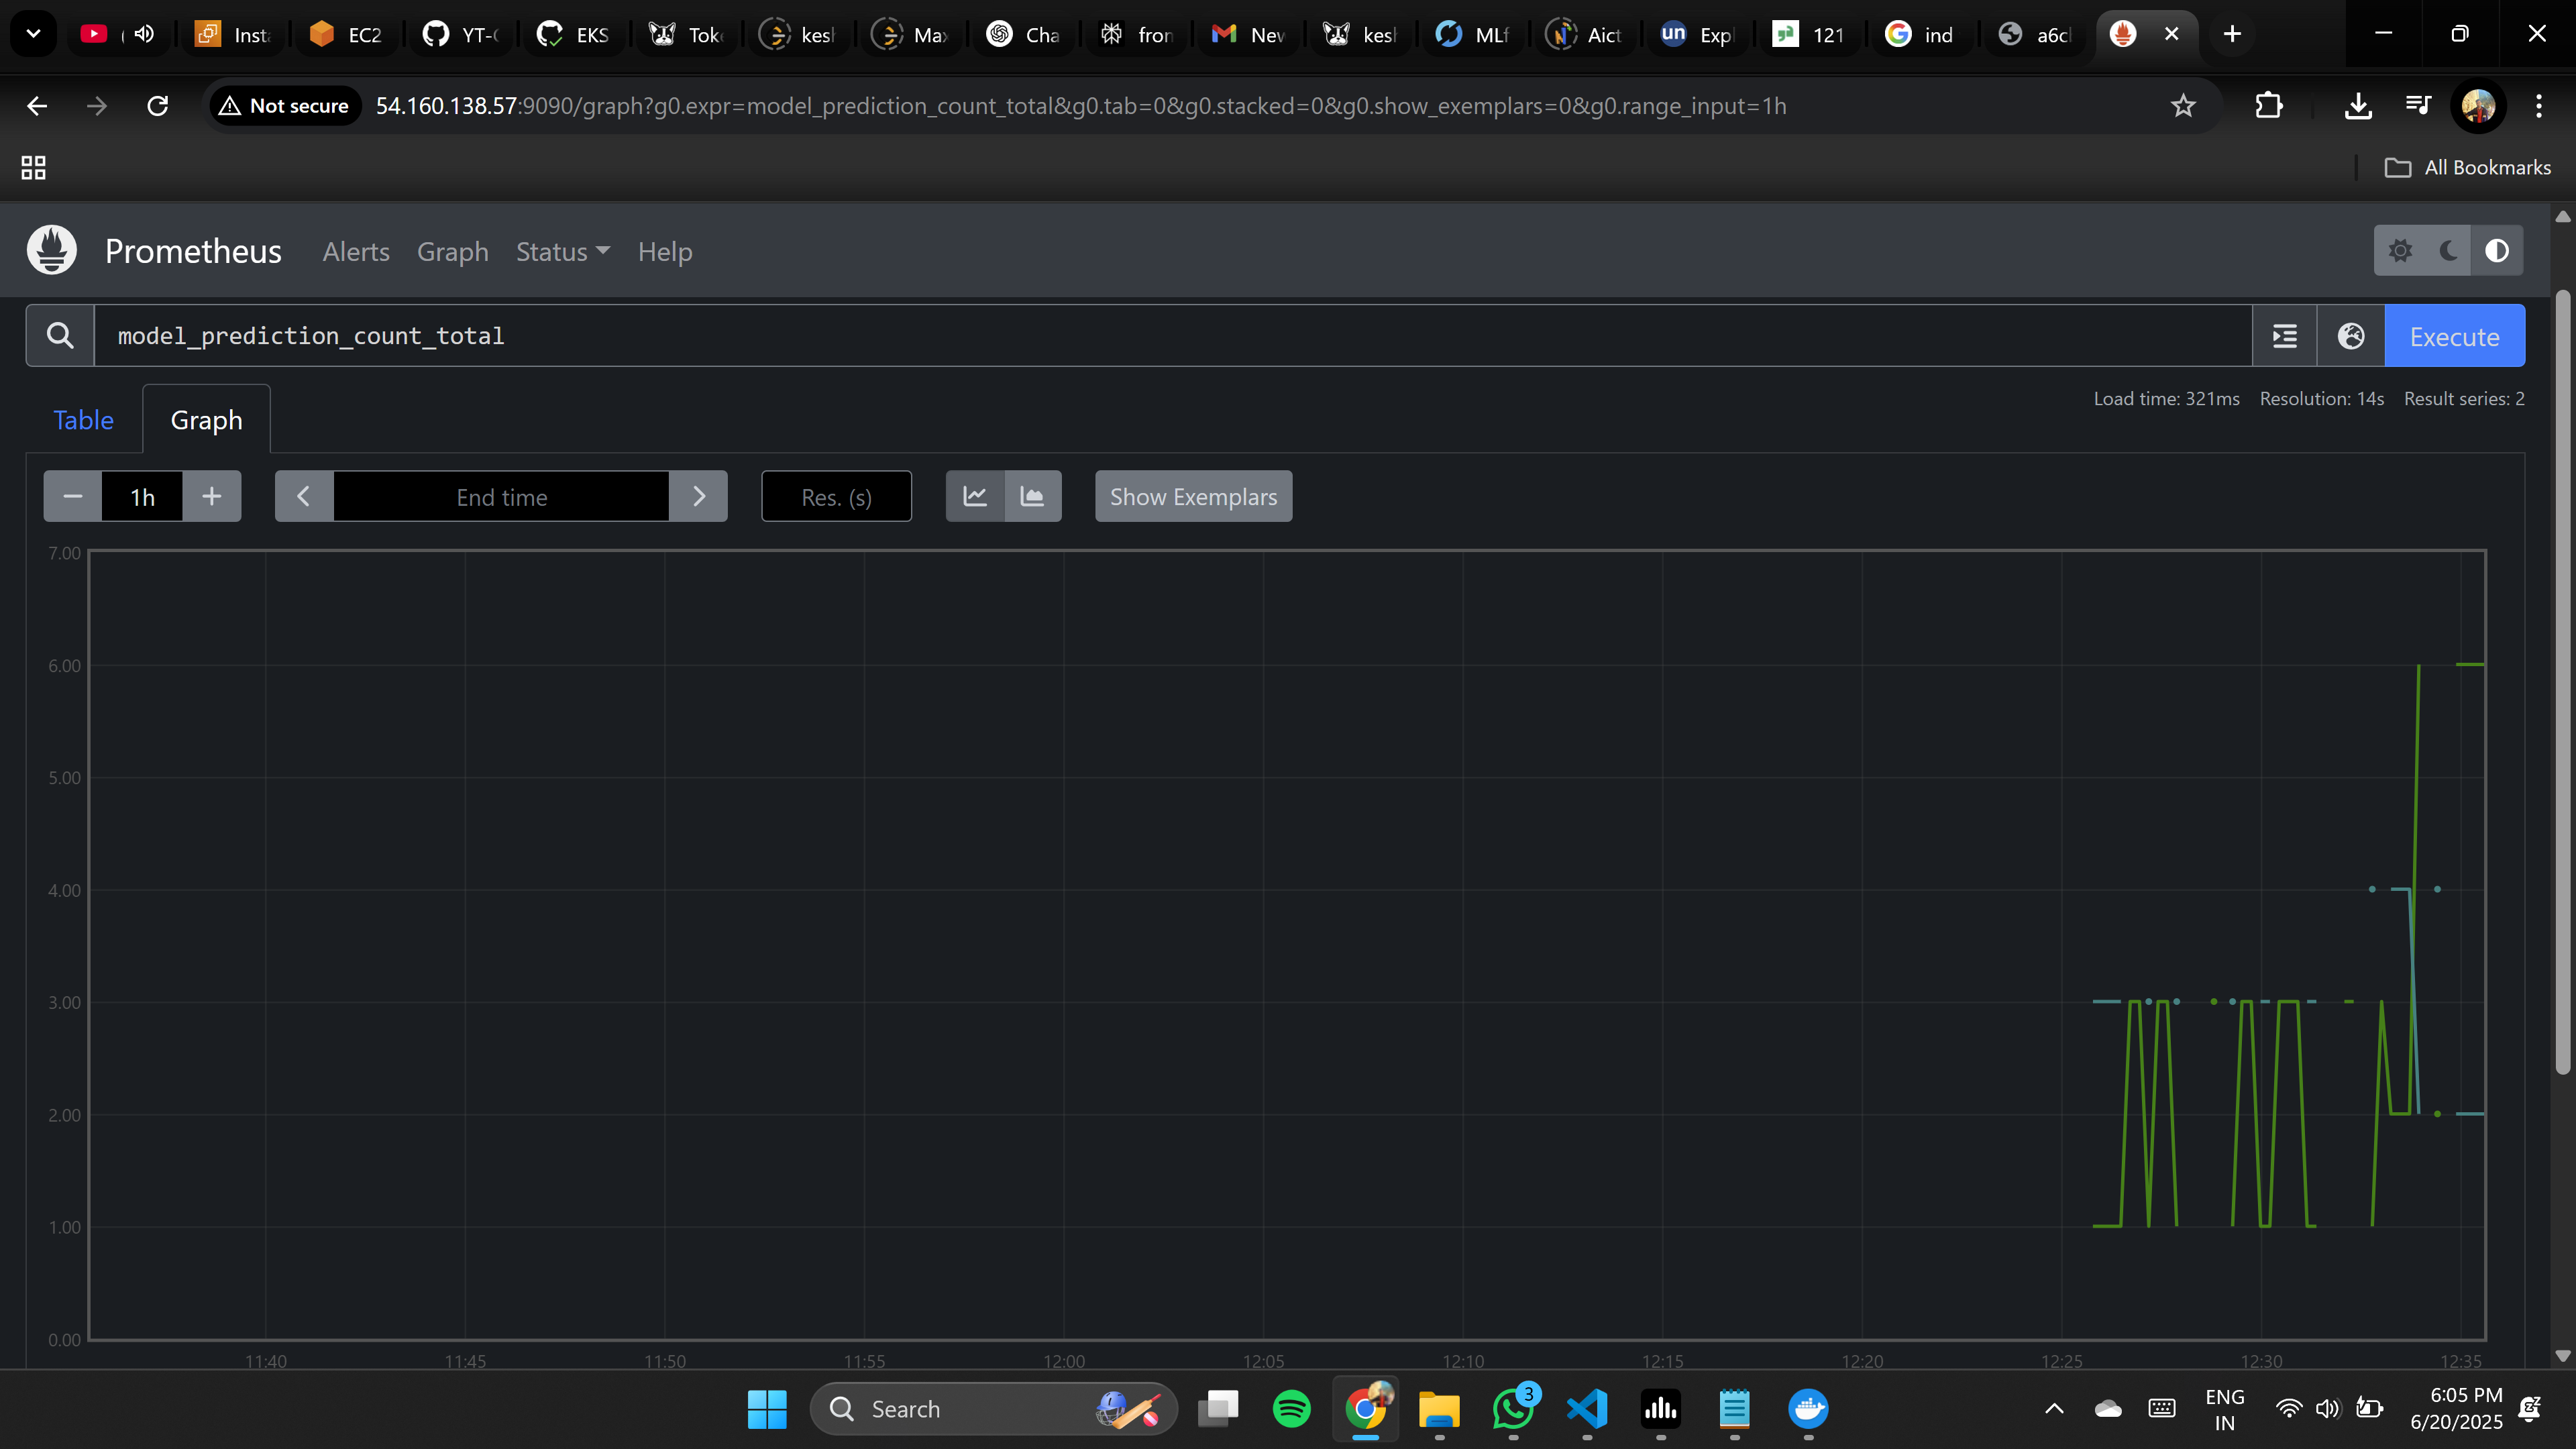 Insta
EC2
YT-
EKS
Tok
kesh
Max
Cha
fron
New
kesh
MLf
Aict
un
Exp
121
ind
a6cl
Not secure
54.160.138.57:9090/graph?g0.expr=model_prediction_count_total&g0.tab=0&g0.stacked=0&g0.show_exemplars=0&g0.range_input=1h
All Bookmarks
Prometheus
Alerts
Graph
Status
Help
model_prediction_count_total
Execute
Table
Graph
Load time: 321ms
Resolution: 14s
Result series: 2
1h
End time
Res. (s)
Show Exemplars
7.00
6.00
5.00
4.00
3.00
2.00
1.00
0.00
11:40
11:45
11:50
11:55
12:00
12:05
12:10
12:15
12:20
12:25
12:30
12:35
Search
3
ENG
IN
6:05 PM
6/20/2025